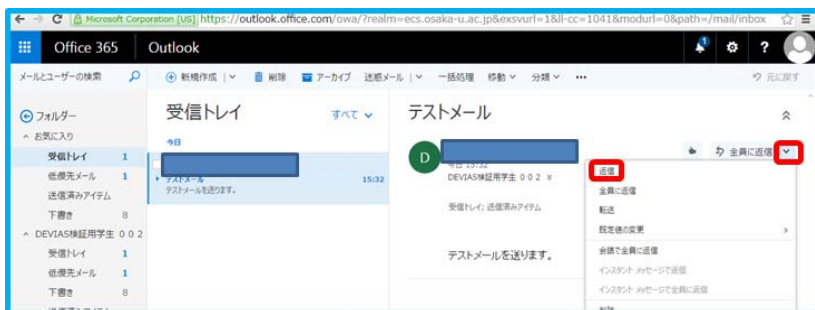 Microsoft Corporation [US] https://outlook.office.com/owa/?realm=ecs.osaka-u.ac.jp&exsvurl=1&ll-cc=1041&modurl=0&path=/mail/inbox
Office 365 Outlook 1 ?
メールとユーザーの検索 新規作成 削除 アーカイブ 迷惑メール 一括処理 移動 分類 ••• 元に戻す
フォルダー
お気に入り
受信トレイ 1
低優先メール 1
送信済みアイテム
下書き 8
DEVIAS検証用学生 002
受信トレイ 1
低優先メール 1
下書き 8
受信トレイ すべて
今日
テストメール 15:32
テストメールを送ります。
テストメール
D
今日 15:32
DEVIAS検証用学生 002
受信トレイ; 送信済みアイテム
テストメールを送ります。
全員に返信
返信
全員に返信
転送
既定値の変更
会議で全員に返信
インスタント メッセージで返信
インスタント メッセージで全員に返信